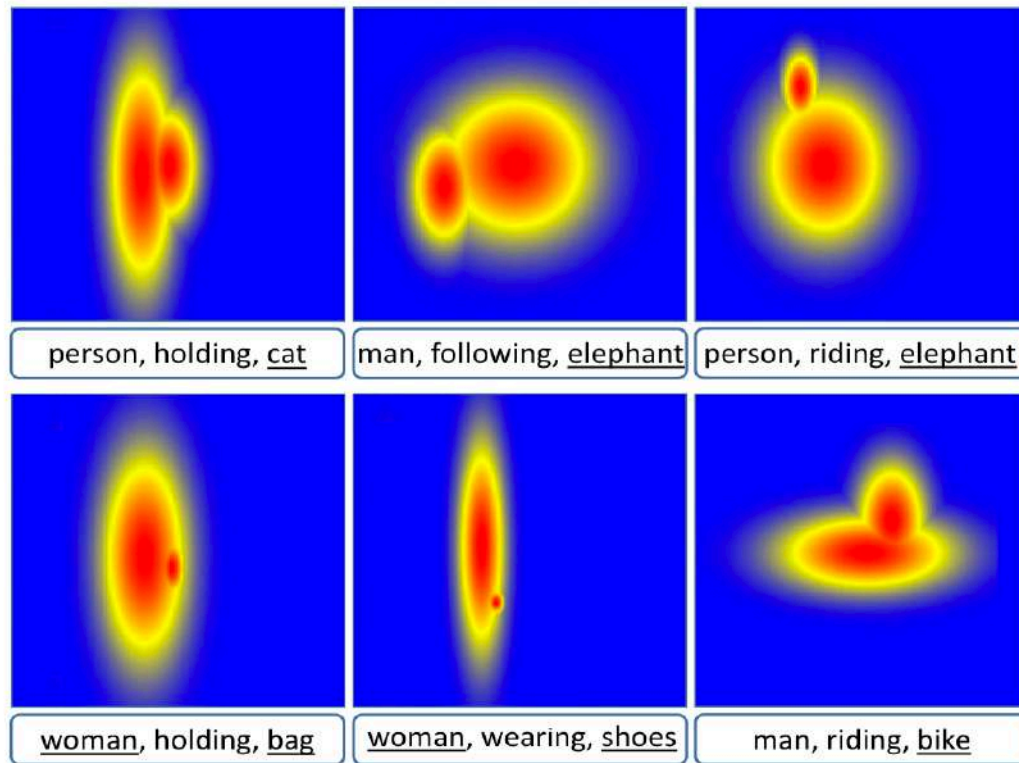 person, holding, cat
man, following, elephant
person, riding, elephant
woman, holding, bag
woman, wearing, shoes
man, riding, bike